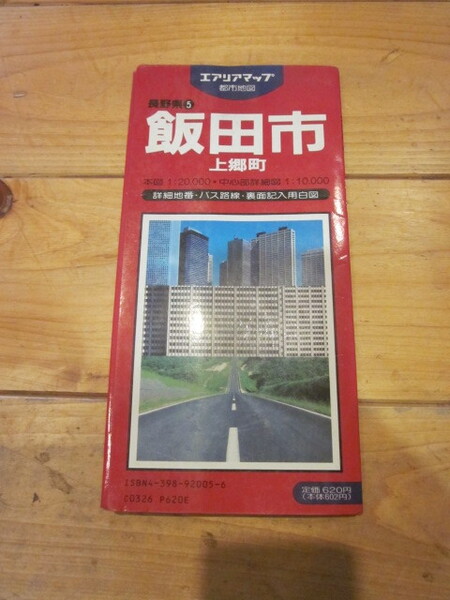 エアリアマップ
都市地図
長野県5
飯田市
上郷町
本図 1:20,000・中心部詳細図 1:10,000
詳細地番・バス路線・裏面記入用白図
ISBN4-398-92005-6
C0326 P620E
定価 620円
(本体602円)